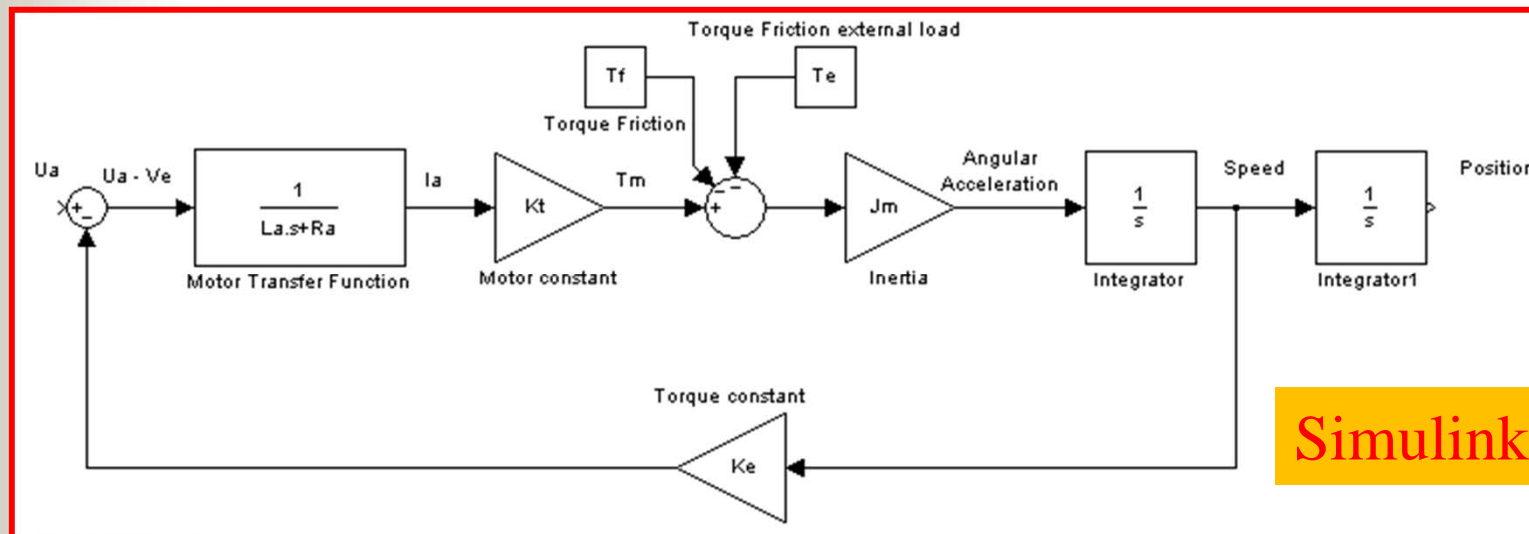 Torque Friction external load
Tf
Te
Torque Friction
Ua
Ua - Ve
1
La.s+Ra
Motor Transfer Function
Ia
Kt
Motor constant
Tm
- -
+
Jm
Inertia
Angular
Acceleration
1
s
Integrator
Speed
1
s
Integrator1
Position
+
-
Torque constant
Ke
Simulink